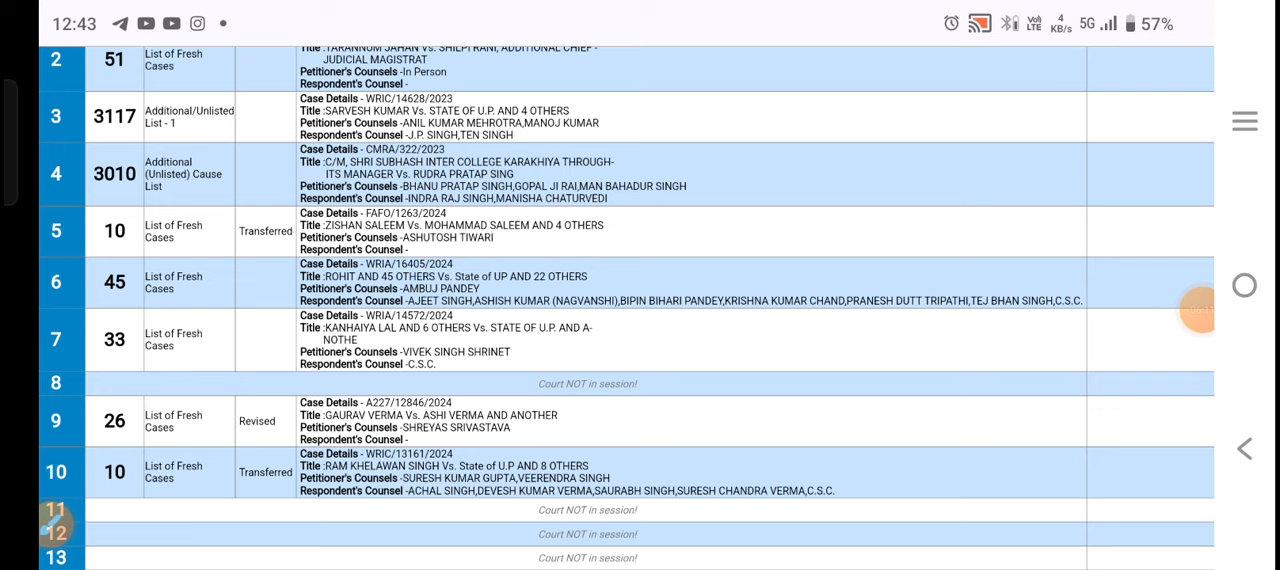 12:43
4 KB/s 5G 57%
2 51 List of Fresh Cases
Title :TARANNUM JAHAN Vs. SHILPI RANI, ADDITIONAL CHIEF -
JUDICIAL MAGISTRAT
Petitioner's Counsels -In Person
Respondent's Counsel -
3 3117 Additional/Unlisted List - 1
Case Details - WRIC/14628/2023
Title :SARVESH KUMAR Vs. STATE OF U.P. AND 4 OTHERS
Petitioner's Counsels -ANIL KUMAR MEHROTRA,MANOJ KUMAR
Respondent's Counsel -J.P. SINGH,TEN SINGH
4 3010 Additional (Unlisted) Cause List
Case Details - CMRA/322/2023
Title :C/M, SHRI SUBHASH INTER COLLEGE KARAKHIYA THROUGH-
ITS MANAGER Vs. RUDRA PRATAP SING
Petitioner's Counsels -BHANU PRATAP SINGH,GOPAL JI RAI,MAN BAHADUR SINGH
Respondent's Counsel -INDRA RAJ SINGH,MANISHA CHATURVEDI
5 10 List of Fresh Cases Transferred
Case Details - FAFO/1263/2024
Title :ZISHAN SALEEM Vs. MOHAMMAD SALEEM AND 4 OTHERS
Petitioner's Counsels -ASHUTOSH TIWARI
Respondent's Counsel -
6 45 List of Fresh Cases
Case Details - WRIA/16405/2024
Title :ROHIT AND 45 OTHERS Vs. State of UP AND 22 OTHERS
Petitioner's Counsels -AMBUJ PANDEY
Respondent's Counsel -AJEET SINGH,ASHISH KUMAR (NAGVANSHI),BIPIN BIHARI PANDEY,KRISHNA KUMAR CHAND,PRANESH DUTT TRIPATHI,TEJ BHAN SINGH,C.S.C.
7 33 List of Fresh Cases
Case Details - WRIA/14572/2024
Title :KANHAIYA LAL AND 6 OTHERS Vs. STATE OF U.P. AND A-
NOTHE
Petitioner's Counsels -VIVEK SINGH SHRINET
Respondent's Counsel -C.S.C.
8 Court NOT in session!
9 26 List of Fresh Cases Revised
Case Details - A227/12846/2024
Title :GAURAV VERMA Vs. ASHI VERMA AND ANOTHER
Petitioner's Counsels -SHREYAS SRIVASTAVA
Respondent's Counsel -
10 10 List of Fresh Cases Transferred
Case Details - WRIC/13161/2024
Title :RAM KHELAWAN SINGH Vs. State of U.P AND 8 OTHERS
Petitioner's Counsels -SURESH KUMAR GUPTA,VEERENDRA SINGH
Respondent's Counsel -ACHAL SINGH,DEVESH KUMAR VERMA,SAURABH SINGH,SURESH CHANDRA VERMA,C.S.C.
11 Court NOT in session!
12 Court NOT in session!
13 Court NOT in session!